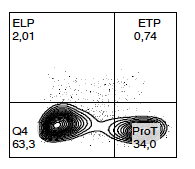 ELP ETP
2,01 0,74
Q4 ProT
63,3 34,0